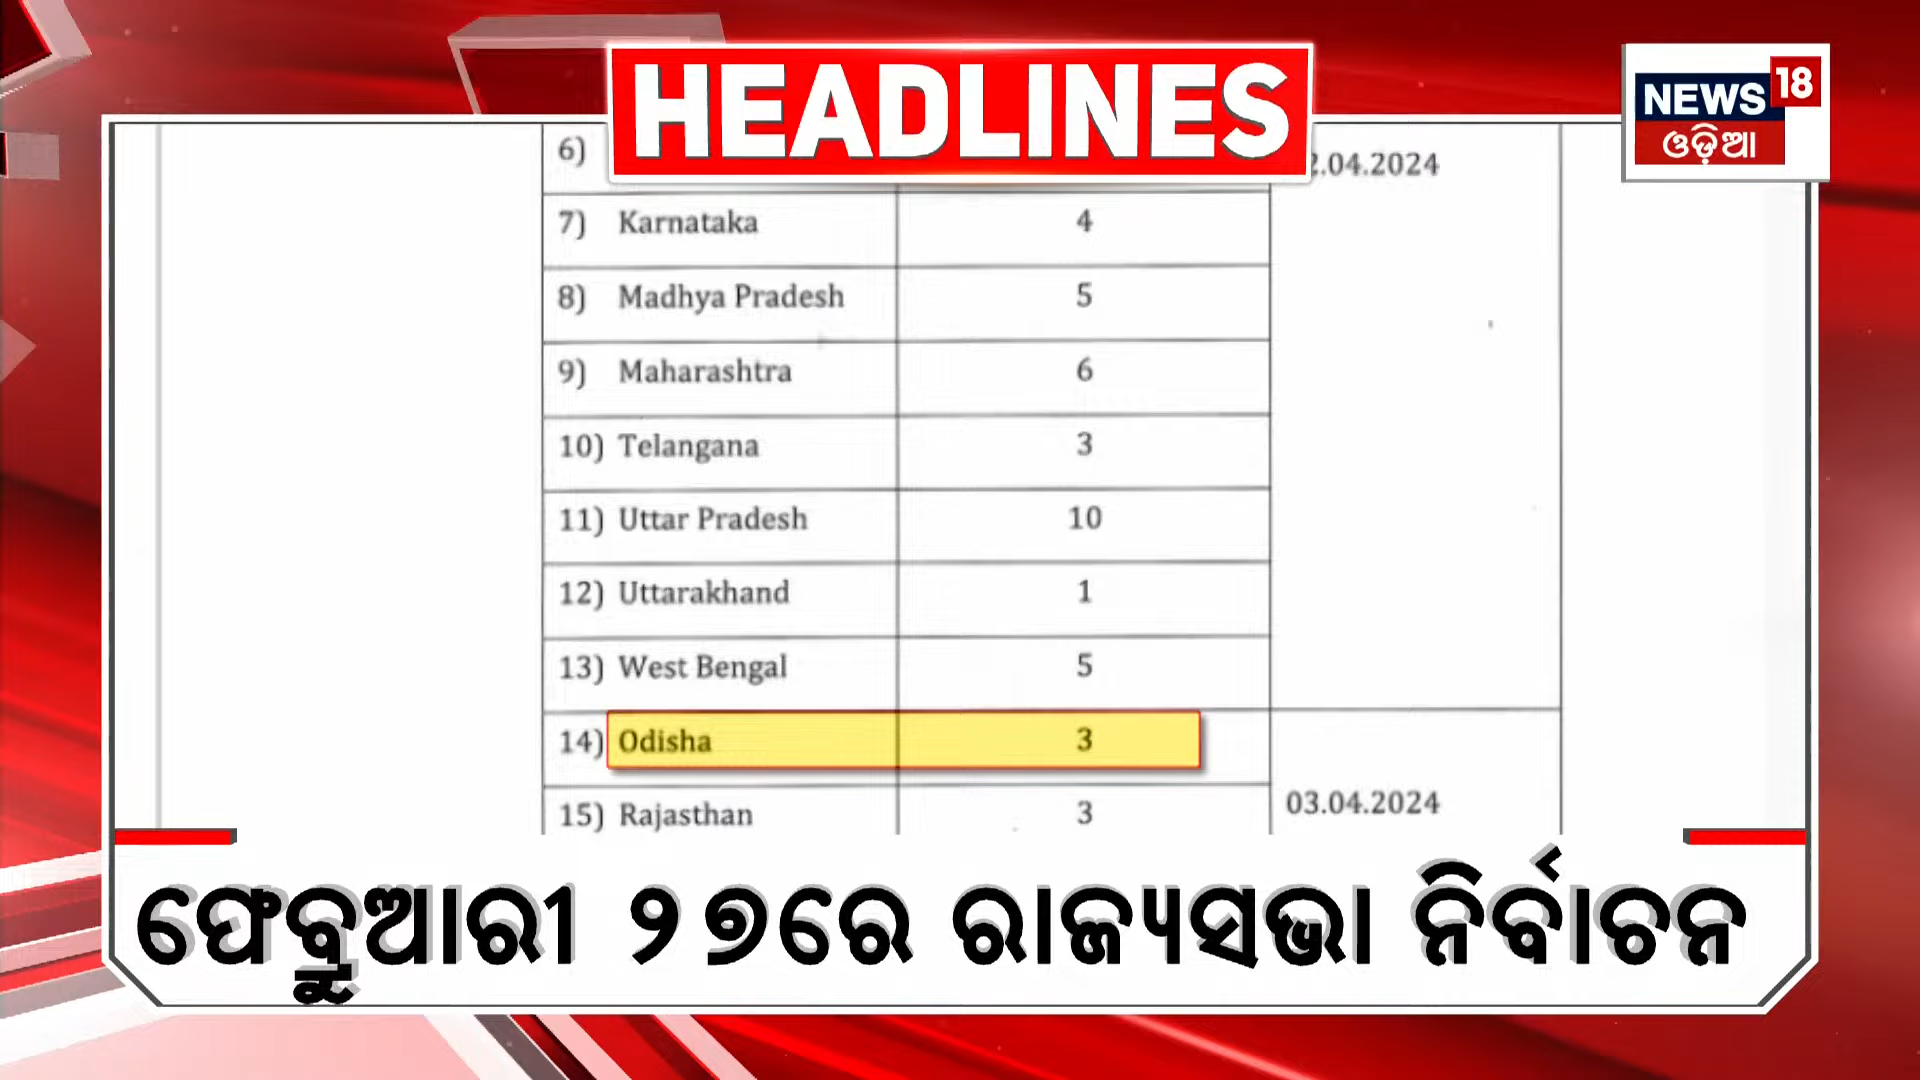 HEADLINES
NEWS 18
ଓଡ଼ିଆ
6) .04.2024
7) Karnataka 4
8) Madhya Pradesh 5
9) Maharashtra 6
10) Telangana 3
11) Uttar Pradesh 10
12) Uttarakhand 1
13) West Bengal 5
14) Odisha 3
15) Rajasthan 3 03.04.2024
ଫେବୃଆରୀ ୨୭ରେ ରାଜ୍ୟସଭା ନିର୍ବାଚନ